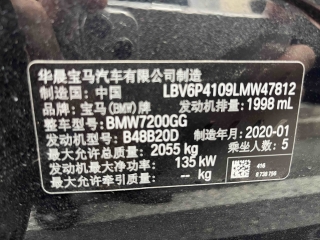 华晟宝马汽车有限公司制造
制造国：中国 LBV6P4109LMW47812
品牌：宝马(BMW)牌 发动机排量：1998 mL
整车型号：BMW7200GG
发动机型号：B48B20D 制造年月：2020-01
最大允许总质量：2055 kg 乘坐人数：5
发动机最大净功率：135 kW
最大允许牵引质量：-- kg